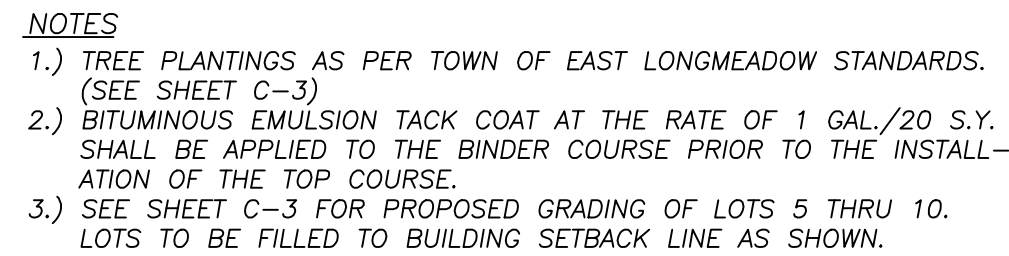 NOTES
1.) TREE PLANTINGS AS PER TOWN OF EAST LONGMEADOW STANDARDS.
(SEE SHEET C-3)
2.) BITUMINOUS EMULSION TACK COAT AT THE RATE OF 1 GAL./20 S.Y.
SHALL BE APPLIED TO THE BINDER COURSE PRIOR TO THE INSTALL-
ATION OF THE TOP COURSE.
3.) SEE SHEET C-3 FOR PROPOSED GRADING OF LOTS 5 THRU 10.
LOTS TO BE FILLED TO BUILDING SETBACK LINE AS SHOWN.